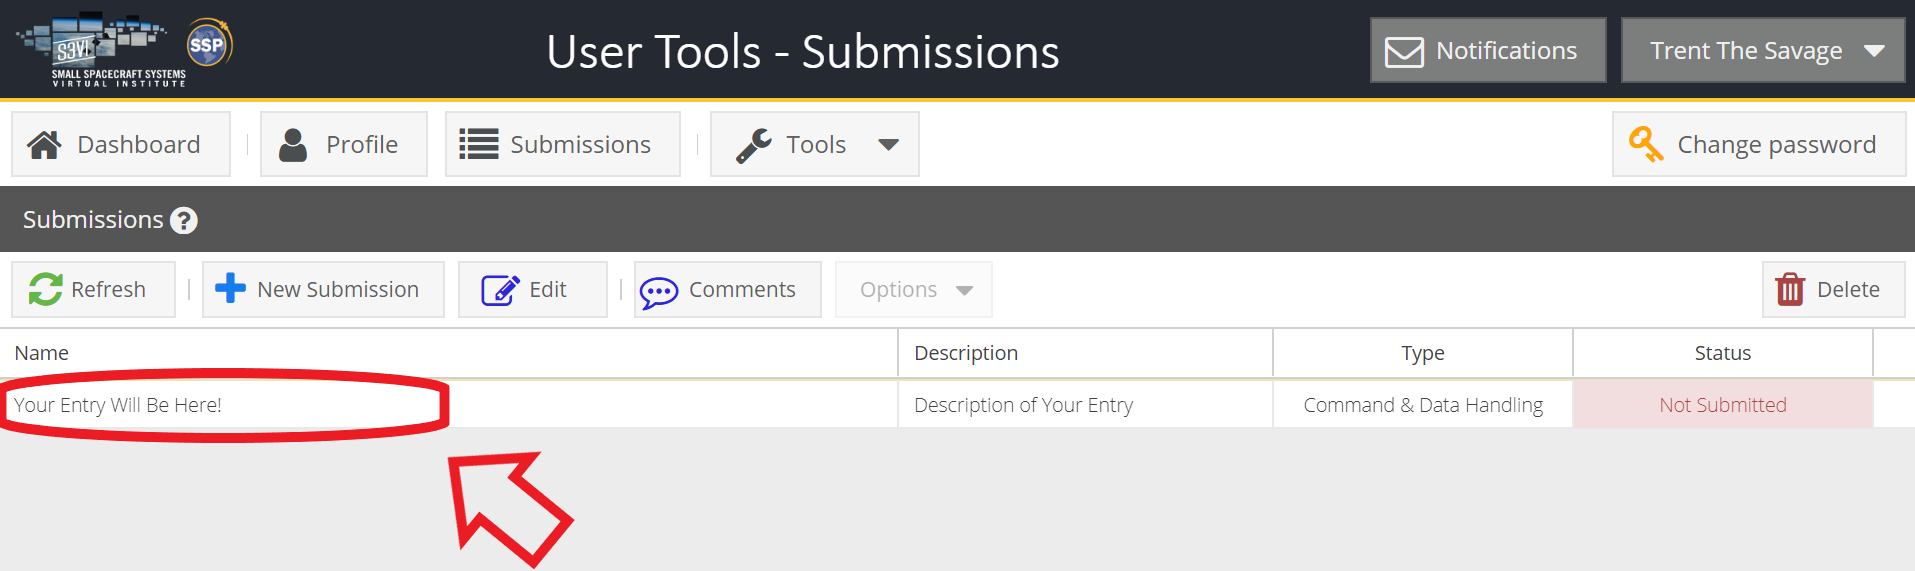 S3VI
SMALL SPACECRAFT SYSTEMS
VIRTUAL INSTITUTE
SSP
User Tools - Submissions
Notifications
Trent The Savage
Dashboard
Profile
Submissions
Tools
Change password
Submissions ?
Refresh
New Submission
Edit
Comments
Options
Delete
Name Description Type Status
Your Entry Will Be Here! Description of Your Entry Command & Data Handling Not Submitted